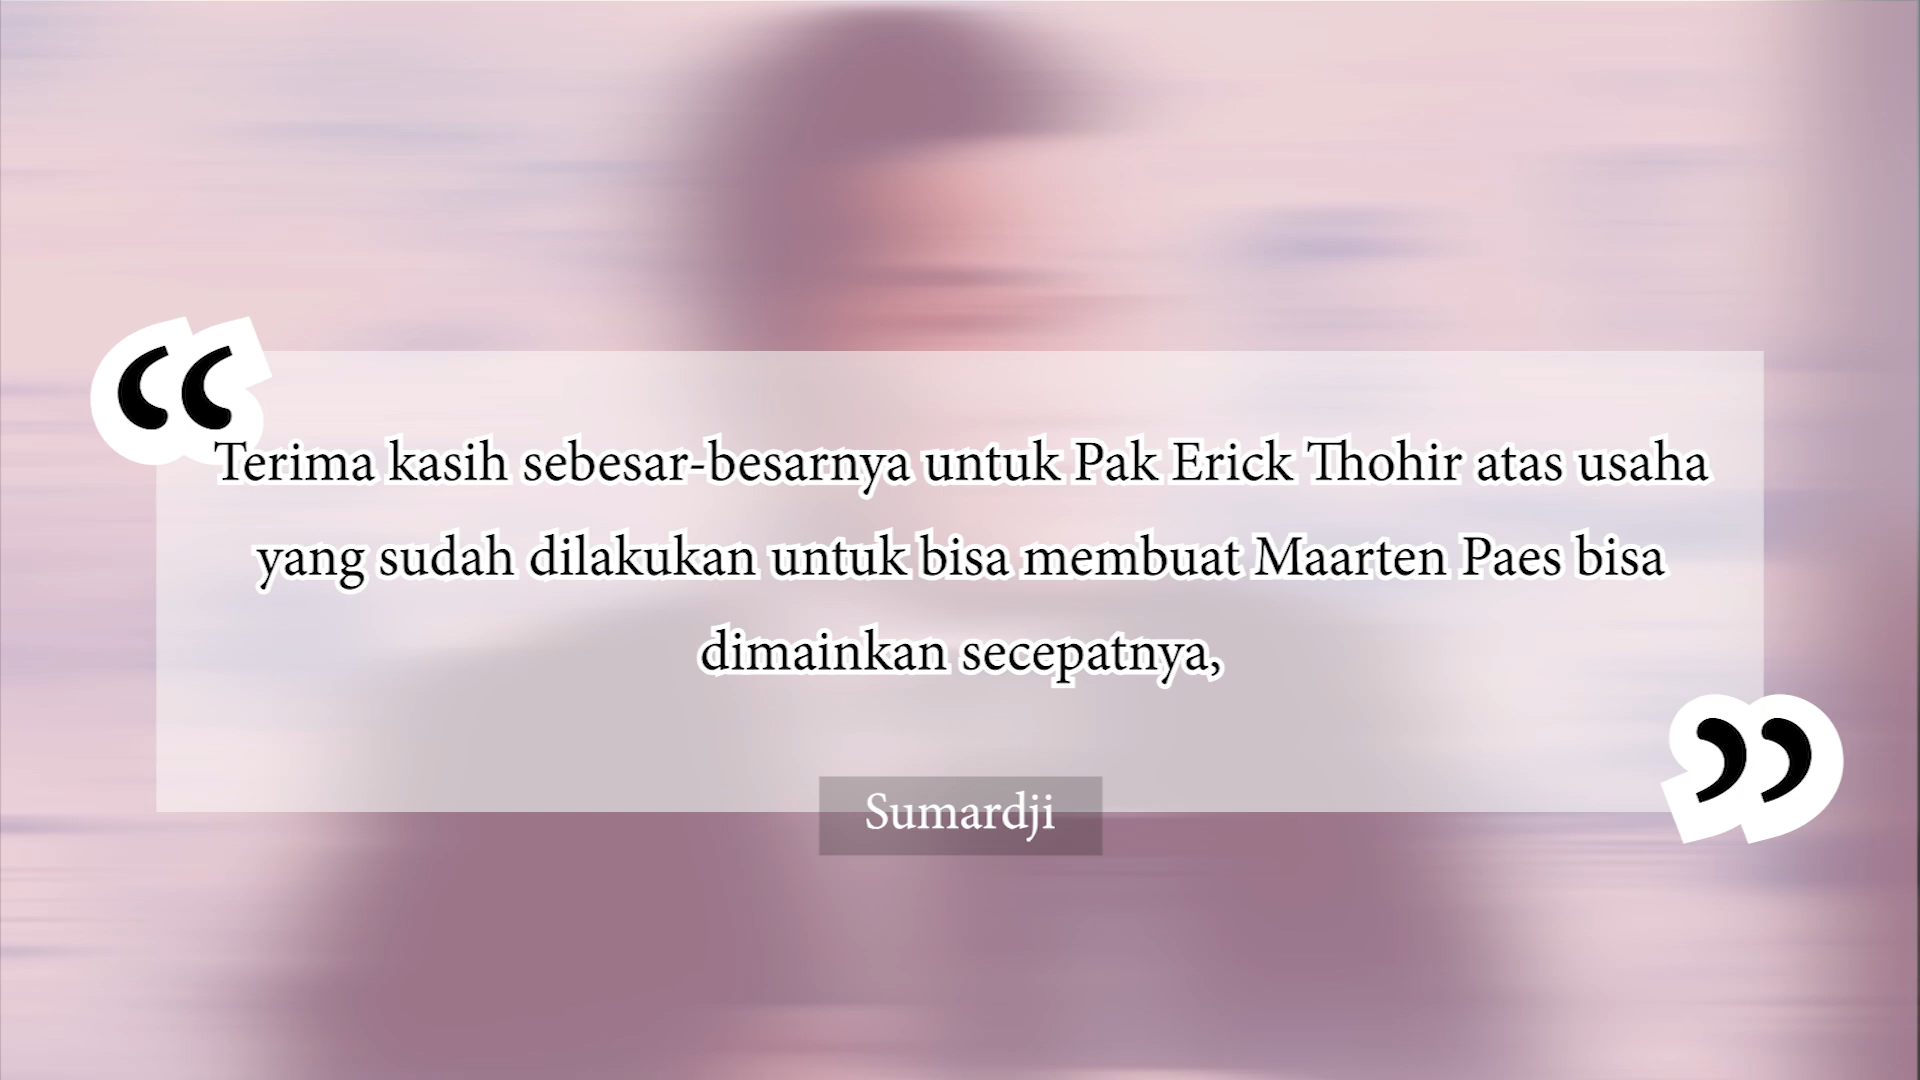 “
Terima kasih sebesar-besarnya untuk Pak Erick Thohir atas usaha
yang sudah dilakukan untuk bisa membuat Maarten Paes bisa
dimainkan secepatnya,
”
Sumardji